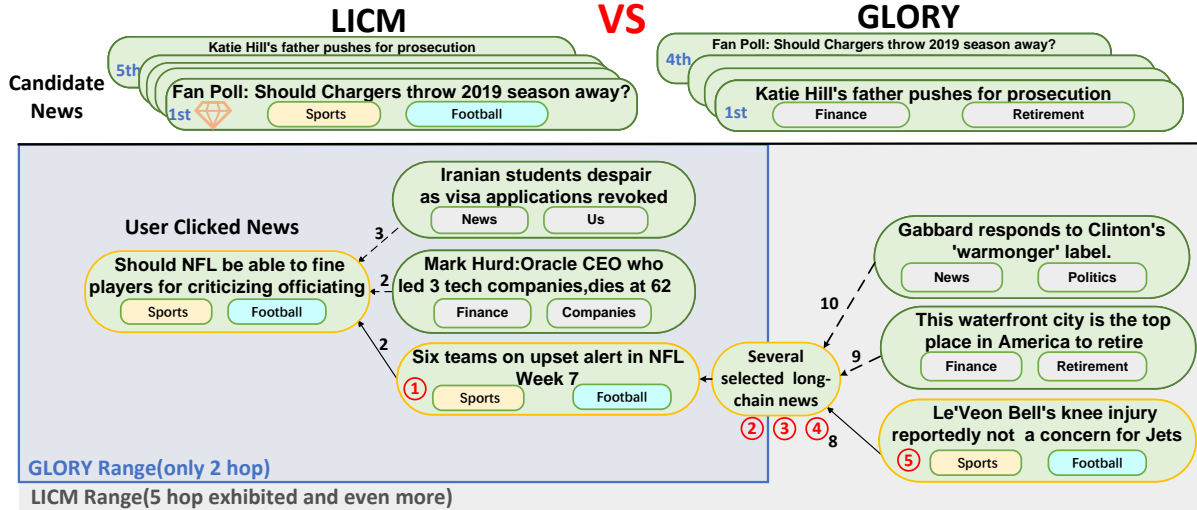 LICM
VS
GLORY
Candidate
News
Katie Hill's father pushes for prosecution
5th
Fan Poll: Should Chargers throw 2019 season away?
1st
Sports
Football
Fan Poll: Should Chargers throw 2019 season away?
4th
Katie Hill's father pushes for prosecution
1st
Finance
Retirement
User Clicked News
Should NFL be able to fine
players for criticizing officiating
Sports
Football
Iranian students despair
as visa applications revoked
News
Us
3
Mark Hurd:Oracle CEO who
led 3 tech companies,dies at 62
Finance
Companies
2
Six teams on upset alert in NFL
Week 7
1
Sports
Football
2
Several
selected long-
chain news
2 3 4
Gabbard responds to Clinton's
'warmonger' label.
News
Politics
10
This waterfront city is the top
place in America to retire
Finance
Retirement
9
Le'Veon Bell's knee injury
reportedly not a concern for Jets
5
Sports
Football
8
GLORY Range(only 2 hop)
LICM Range(5 hop exhibited and even more)